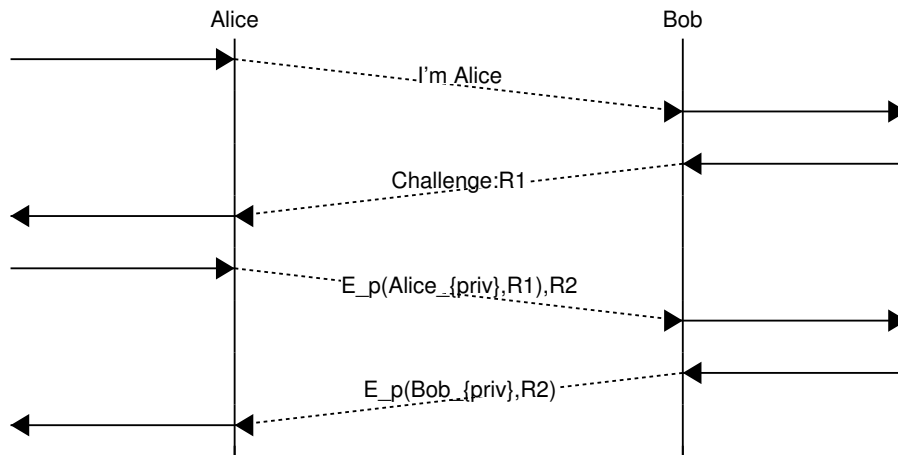 Alice
Bob
I'm Alice
Challenge:R1
E_p(Alice_{priv},R1),R2
E_p(Bob_{priv},R2)